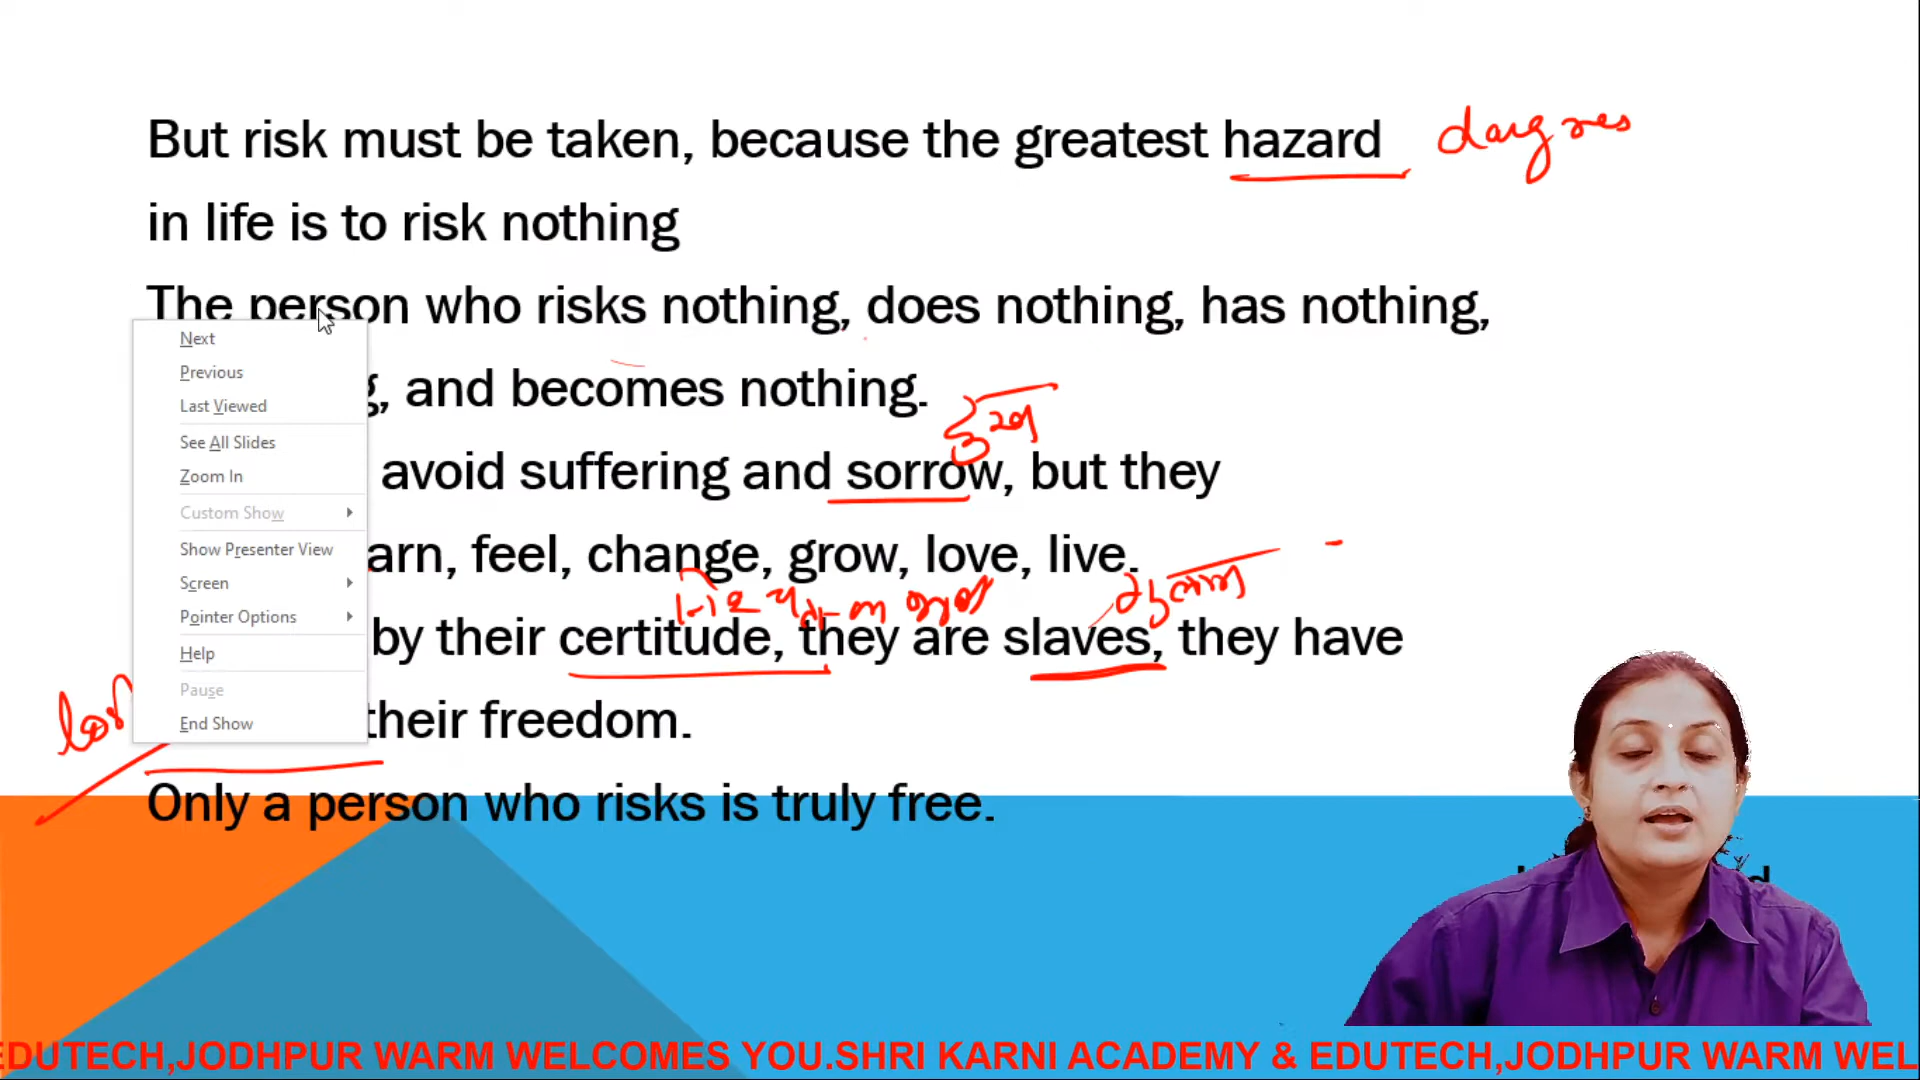 But risk must be taken, because the greatest hazard
in life is to risk nothing
The person who risks nothing, does nothing, has nothing,
and becomes nothing.
avoid suffering and sorrow, but they
feel, change, grow, love, live.
by their certitude, they are slaves, they have
their freedom.
Only a person who risks is truly free.
Next
Previous
Last Viewed
See All Slides
Zoom In
Custom Show
Show Presenter View
Screen
Pointer Options
Help
Pause
End Show
EDUTECH,JODHPUR WARM WELCOMES YOU.SHRI KARNI ACADEMY & EDUTECH,JODHPUR WARM WEL